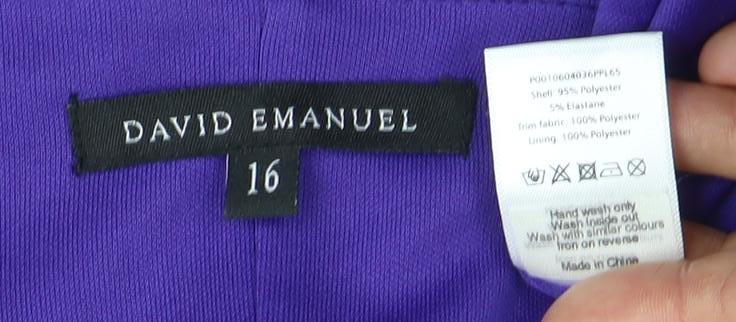 DAVID EMANUEL
16
P0010604036PPL65
Shell: 95% Polyester
5% Elastane
Trim fabric: 100% Polyester
Lining: 100% Polyester
Hand wash only
Wash inside out
Wash with similar colours
Iron on reverse
Made in China